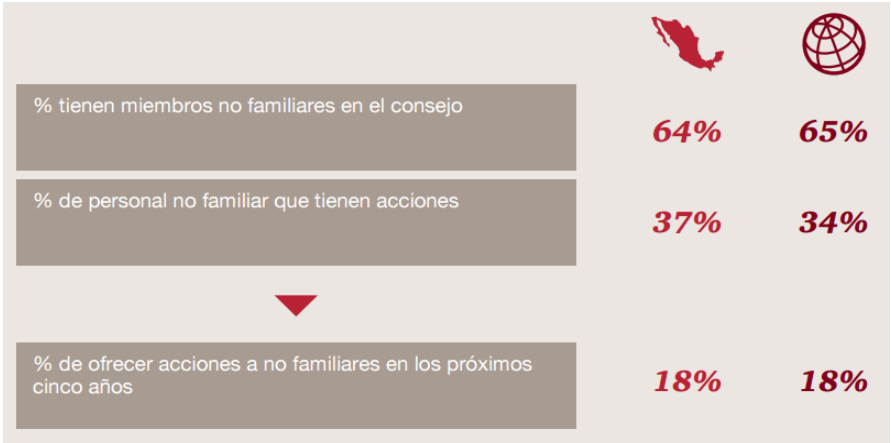 % tienen miembros no familiares en el consejo
64% 65%
% de personal no familiar que tienen acciones
37% 34%
% de ofrecer acciones a no familiares en los próximos
cinco años
18% 18%